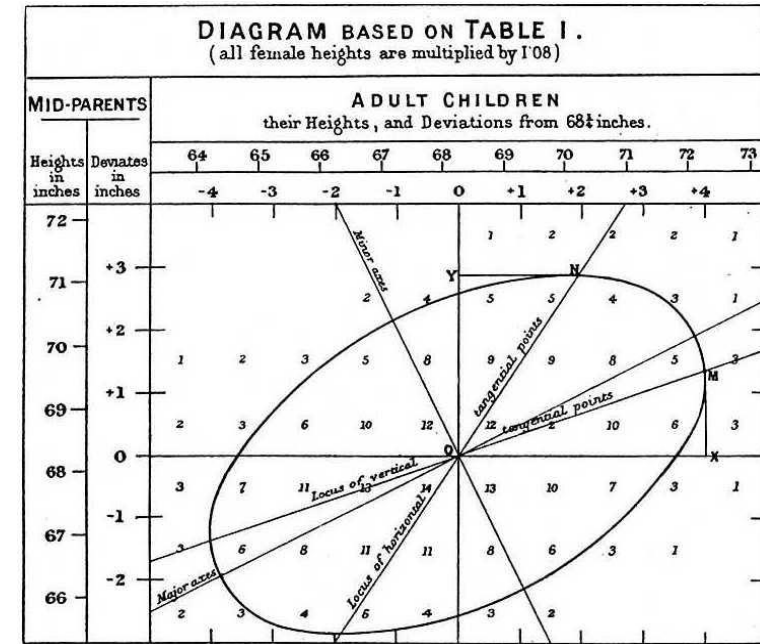 DIAGRAM BASED ON TABLE I.
(all female heights are multiplied by 1'08)
MID-PARENTS
ADULT CHILDREN
their Heights, and Deviations from 68¼ inches.
Heights in inches
Deviates in inches
64 65 66 67 68 69 70 71 72 73
-4 -3 -2 -1 0 +1 +2 +3 +4
72
1 2 2 2 1
Minor axes
+3
Y N
71
2 4 5 5 4 3 1
+2
tangential points
70
1 2 3 5 8 9 9 8 5 3
M
+1
tangential points
69
2 3 6 10 12 12 2 10 6 3
0
O X
68
Locus of vertical
3 7 11 13 14 13 10 7 3 1
-1
67
Locus of horizontal
3 6 8 11 11 8 6 3 1
-2
Major axes
66
2 3 4 6 4 3 2